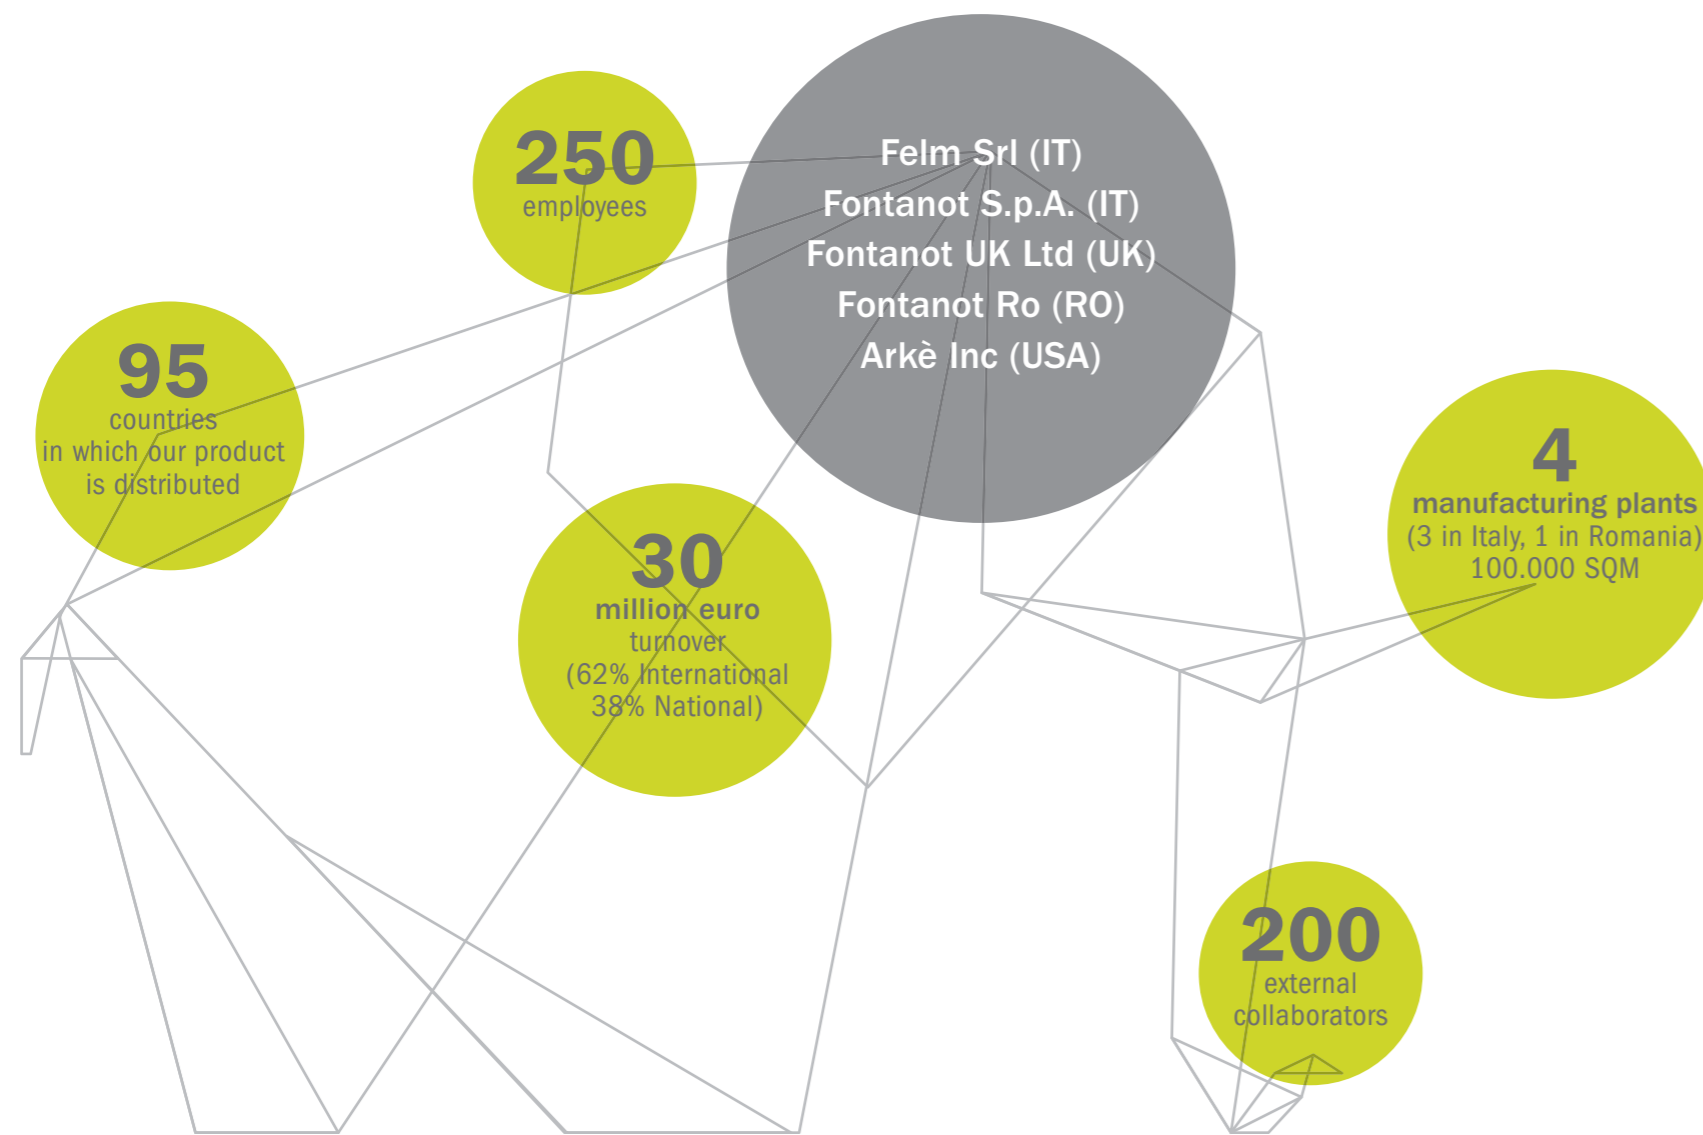 250
employees
Felm Srl (IT)
Fontanot S.p.A. (IT)
Fontanot UK Ltd (UK)
Fontanot Ro (RO)
Arkè Inc (USA)
95
countries
in which our product
is distributed
30
million euro
turnover
(62% International
38% National)
4
manufacturing plants
(3 in Italy, 1 in Romania)
100.000 SQM
200
external
collaborators